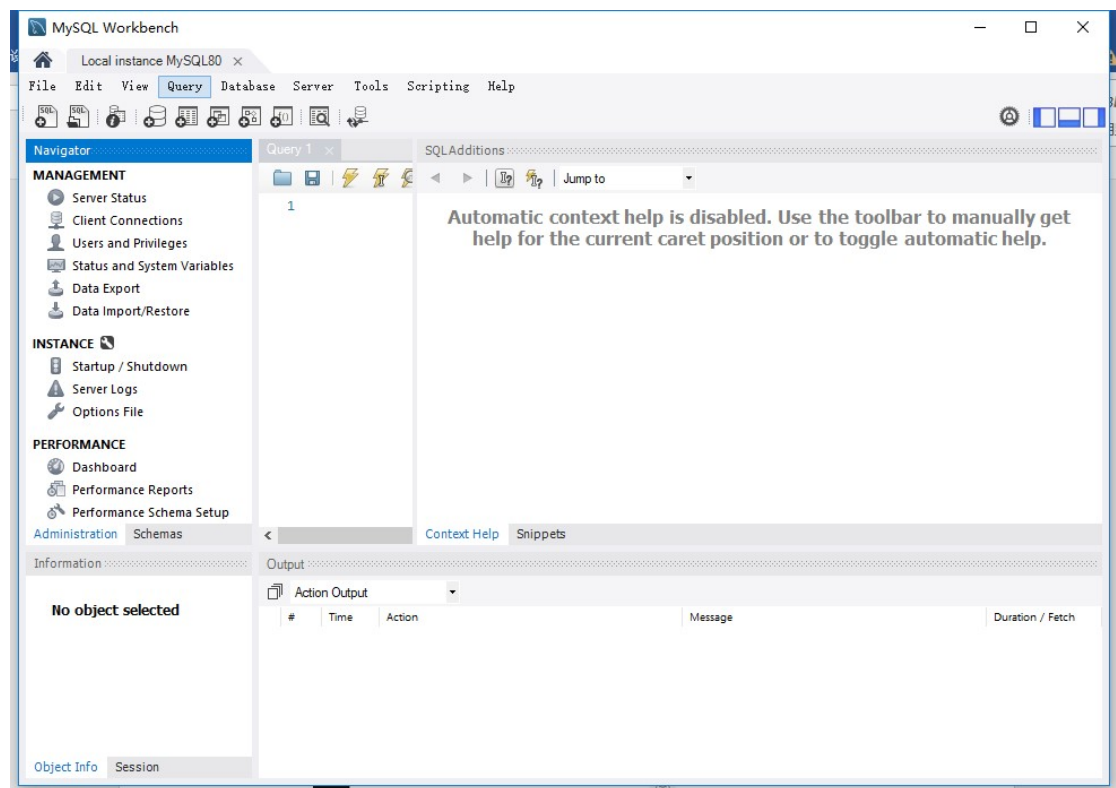 MySQL Workbench
Local instance MySQL80
File Edit View Query Database Server Tools Scripting Help
Navigator
MANAGEMENT
Server Status
Client Connections
Users and Privileges
Status and System Variables
Data Export
Data Import/Restore
INSTANCE
Startup / Shutdown
Server Logs
Options File
PERFORMANCE
Dashboard
Performance Reports
Performance Schema Setup
Administration Schemas
Query 1
1
SQLAdditions
Jump to
Automatic context help is disabled. Use the toolbar to manually get
help for the current caret position or to toggle automatic help.
Context Help Snippets
Information
No object selected
Object Info Session
Output
Action Output
# Time Action Message Duration / Fetch